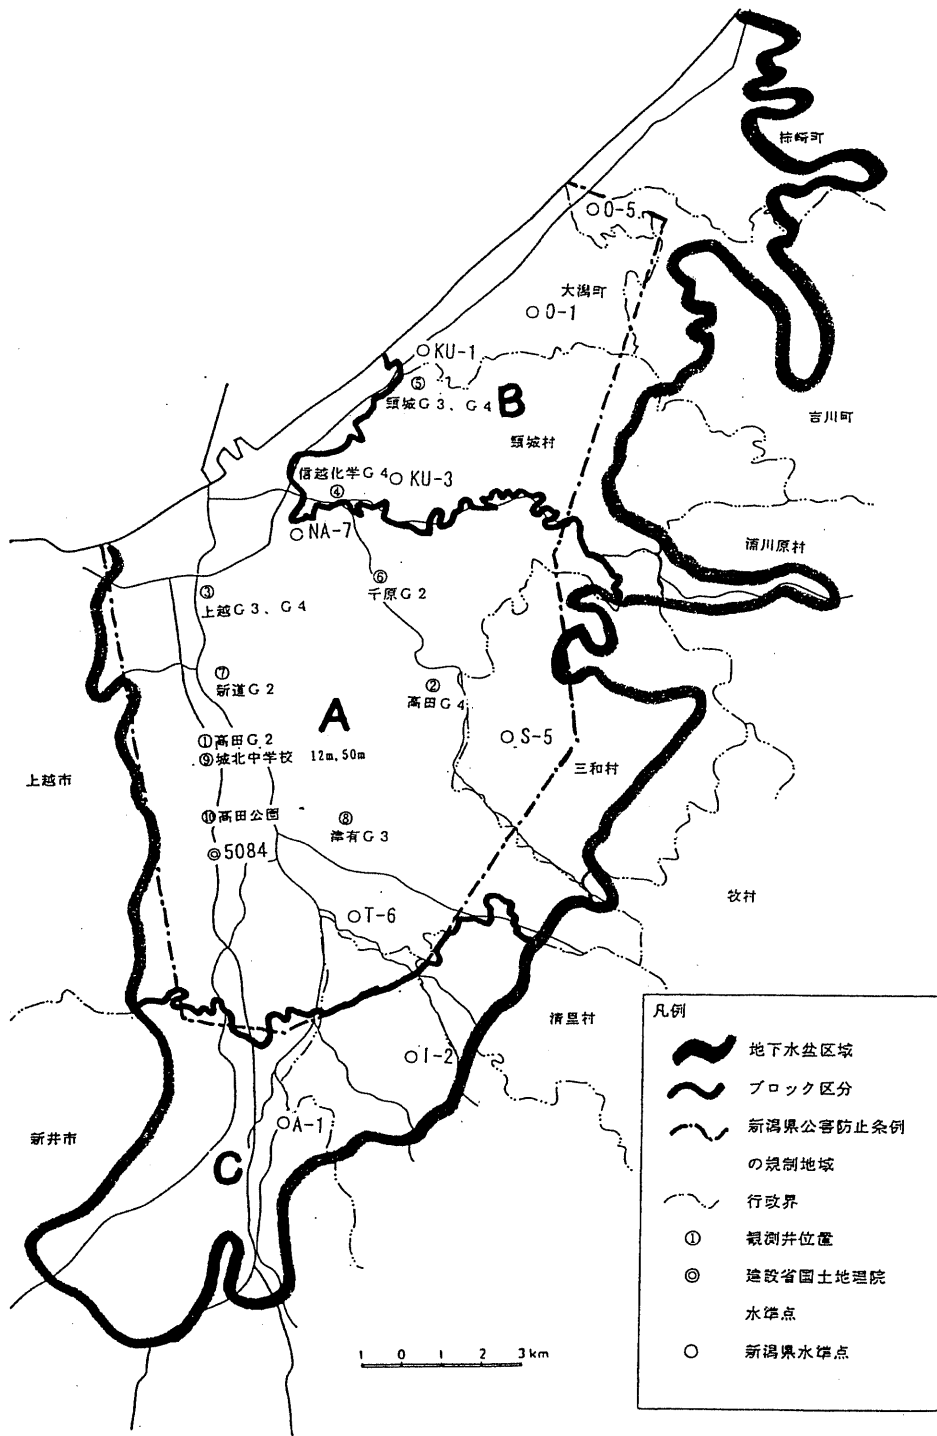 柿崎町
○O-5
大潟町
○O-1
○KU-1
⑤
頸城G3、G4
B
吉川町
頸城村
信越化学G4
○KU-3
④
○NA-7
浦川原村
⑥
千原G2
③
上越G3、G4
⑦
新道G2
②
高田G4
A
①高田G2
○S-5
⑨城北中学校
12m,50m
三和村
上越市
⑩高田公園
⑧
津有G3
◎5084
牧村
○T-6
清里村
○I-2
新井市
○A-1
C
凡例
地下水盆区域
ブロック区分
新潟県公害防止条例
の規制地域
行政界
① 観測井位置
◎ 建設省国土地理院
水準点
○ 新潟県水準点
1 0 1 2 3km